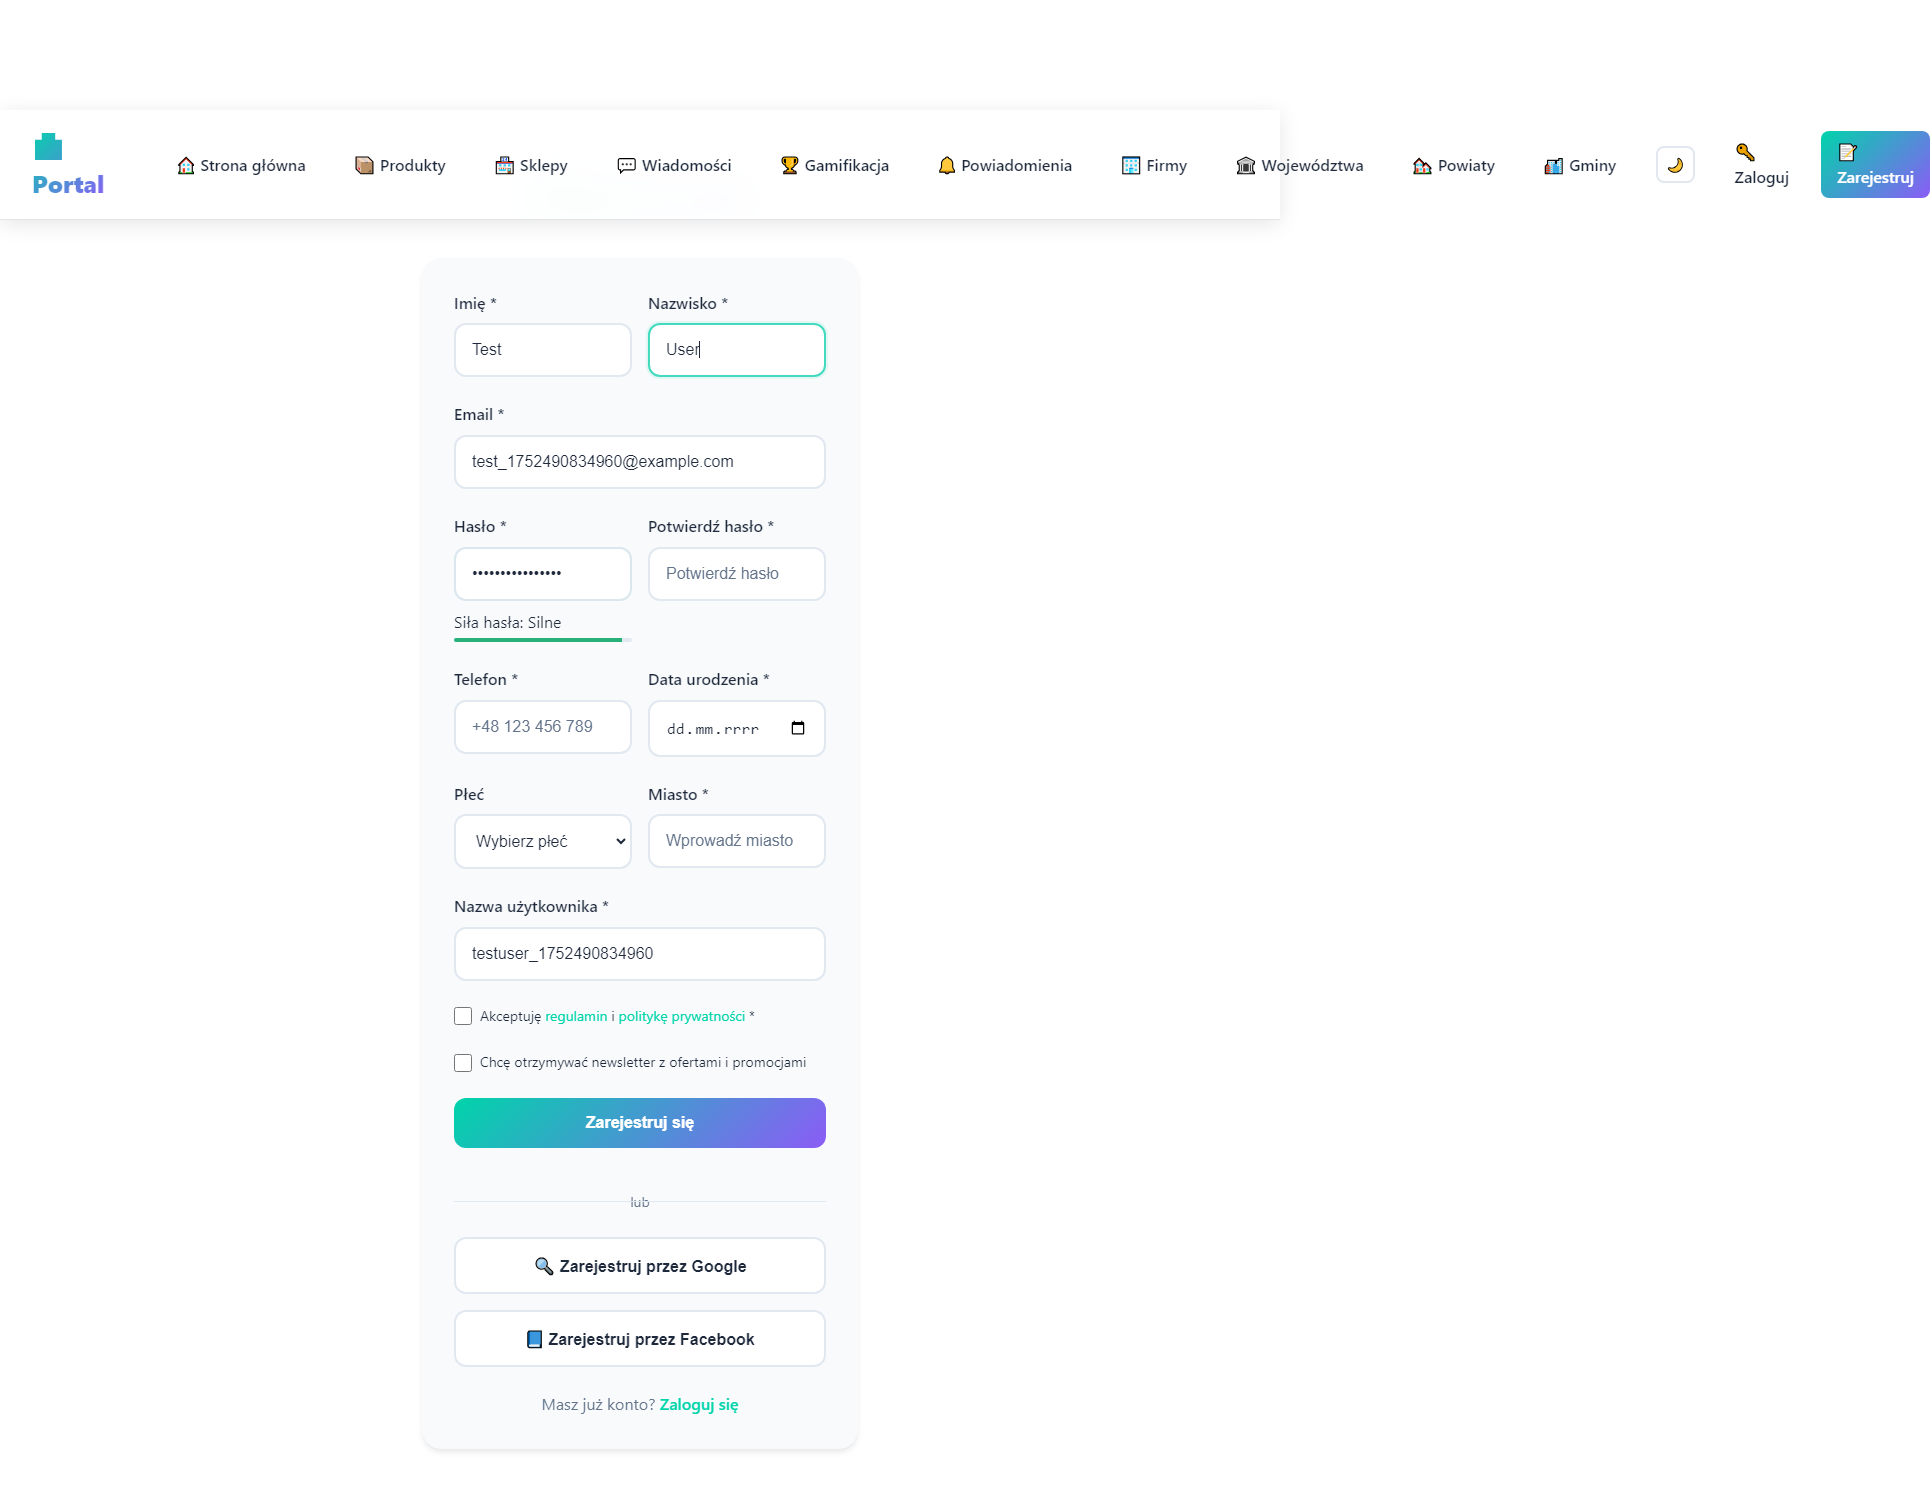 Portal
Strona główna
Produkty
Sklepy
Wiadomości
Gamifikacja
Powiadomienia
Firmy
Województwa
Powiaty
Gminy
Zaloguj
Zarejestruj
Imię * Nazwisko *
Test User
Email *
test_1752490834960@example.com
Hasło * Potwierdź hasło *
•••••••••••••••• Potwierdź hasło
Siła hasła: Silne
Telefon * Data urodzenia *
+48 123 456 789 dd.mm.rrrr
Płeć Miasto *
Wybierz płeć Wprowadź miasto
Nazwa użytkownika *
testuser_1752490834960
Akceptuję regulamin i politykę prywatności *
Chcę otrzymywać newsletter z ofertami i promocjami
Zarejestruj się
lub
Zarejestruj przez Google
Zarejestruj przez Facebook
Masz już konto? Zaloguj się